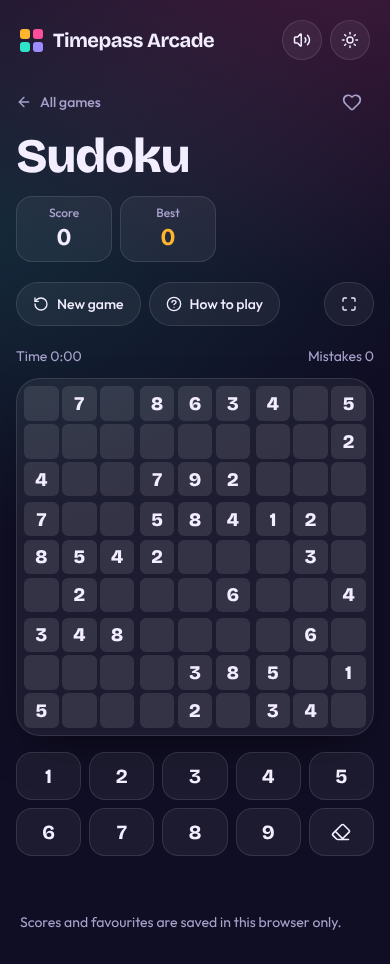 Timepass Arcade
All games
Sudoku
Score Best
0 0
New game How to play
Time 0:00 Mistakes 0
7 8 6 3 4 5
2
4 7 9 2
7 5 8 4 1 2
8 5 4 2 3
2 6 4
3 4 8 6
3 8 5 1
5 2 3 4
1 2 3 4 5
6 7 8 9
Scores and favourites are saved in this browser only.